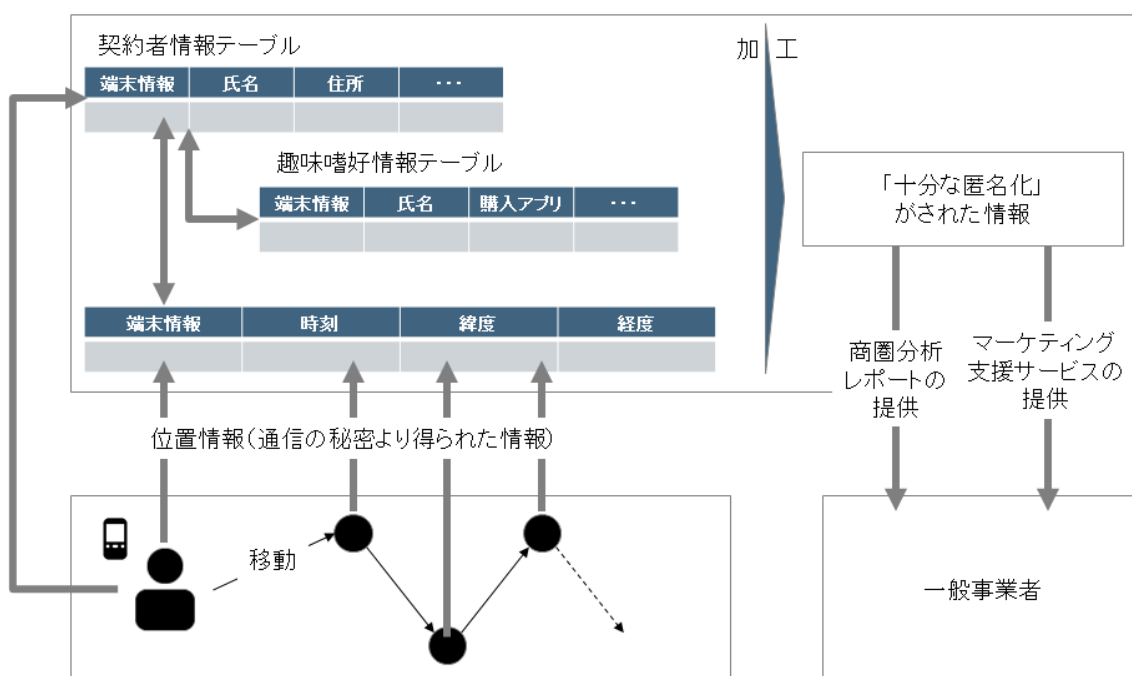 契約者情報テーブル
加 工
端末情報 氏名 住所 ・・・
趣味嗜好情報テーブル
端末情報 氏名 購入アプリ ・・・
「十分な匿名化」
がされた情報
端末情報 時刻 緯度 経度
商圏分析
レポートの
提供
マーケティング
支援サービスの
提供
位置情報(通信の秘密より得られた情報)
移動
一般事業者